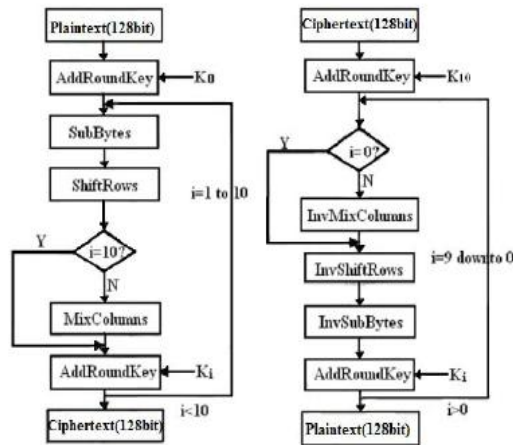 Plaintext(128bit)
AddRoundKey
K0
SubBytes
ShiftRows
i=1 to 10
Y
i=10?
N
MixColumns
AddRoundKey
Ki
i<10
Ciphertext(128bit)
Ciphertext(128bit)
AddRoundKey
K10
Y
i=0?
N
InvMixColumns
i=9 down to 0
InvShiftRows
InvSubBytes
AddRoundKey
Ki
i>0
Plaintext(128bit)